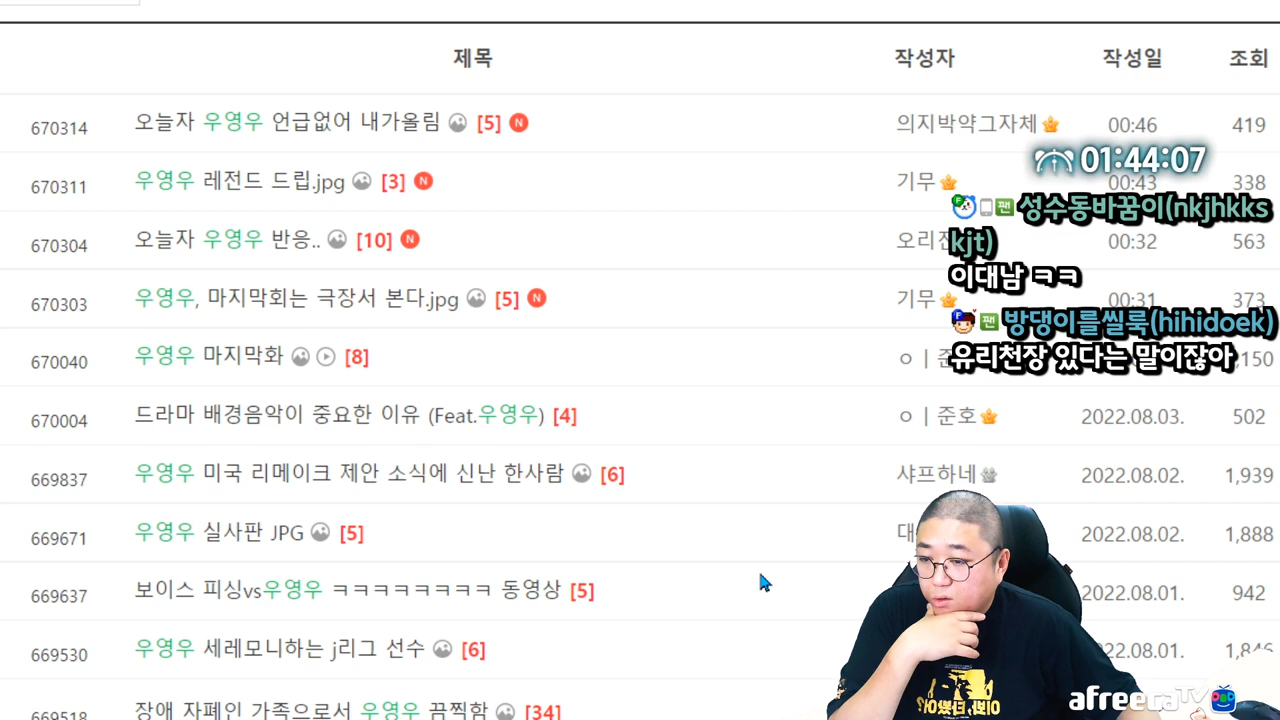 제목 작성자 작성일 조회
670314 오늘자 우영우 언급없어 내가올림 [5] N 의지박약그자체 00:46 419
01:44:07
670311 우영우 레전드 드립.jpg [3] N 기무 00:43 338
성수동바꿈이(nkjhkks
kjt)
670304 오늘자 우영우 반응.. [10] N 오리 00:32 563
이대남 ㅋㅋ
670303 우영우, 마지막회는 극장서 본다.jpg [5] N 기무 00:31 373
방댕이를씰룩(hihidoek)
유리천장 있다는 말이잖아
670040 우영우 마지막화 [8] ㅇ | 준 150
670004 드라마 배경음악이 중요한 이유 (Feat.우영우) [4] ㅇ | 준호 2022.08.03. 502
669837 우영우 미국 리메이크 제안 소식에 신난 한사람 [6] 샤프하네 2022.08.02. 1,939
669671 우영우 실사판 JPG [5] 대 2022.08.02. 1,888
669637 보이스 피싱vs우영우 ㅋㅋㅋㅋㅋㅋㅋㅋ 동영상 [5] 2022.08.01. 942
669530 우영우 세레모니하는 j리그 선수 [6] 22.08.01. 1,846
669518 장애 자폐인 가족으로서 우영우 끔찍함 [34]
afreecaTV